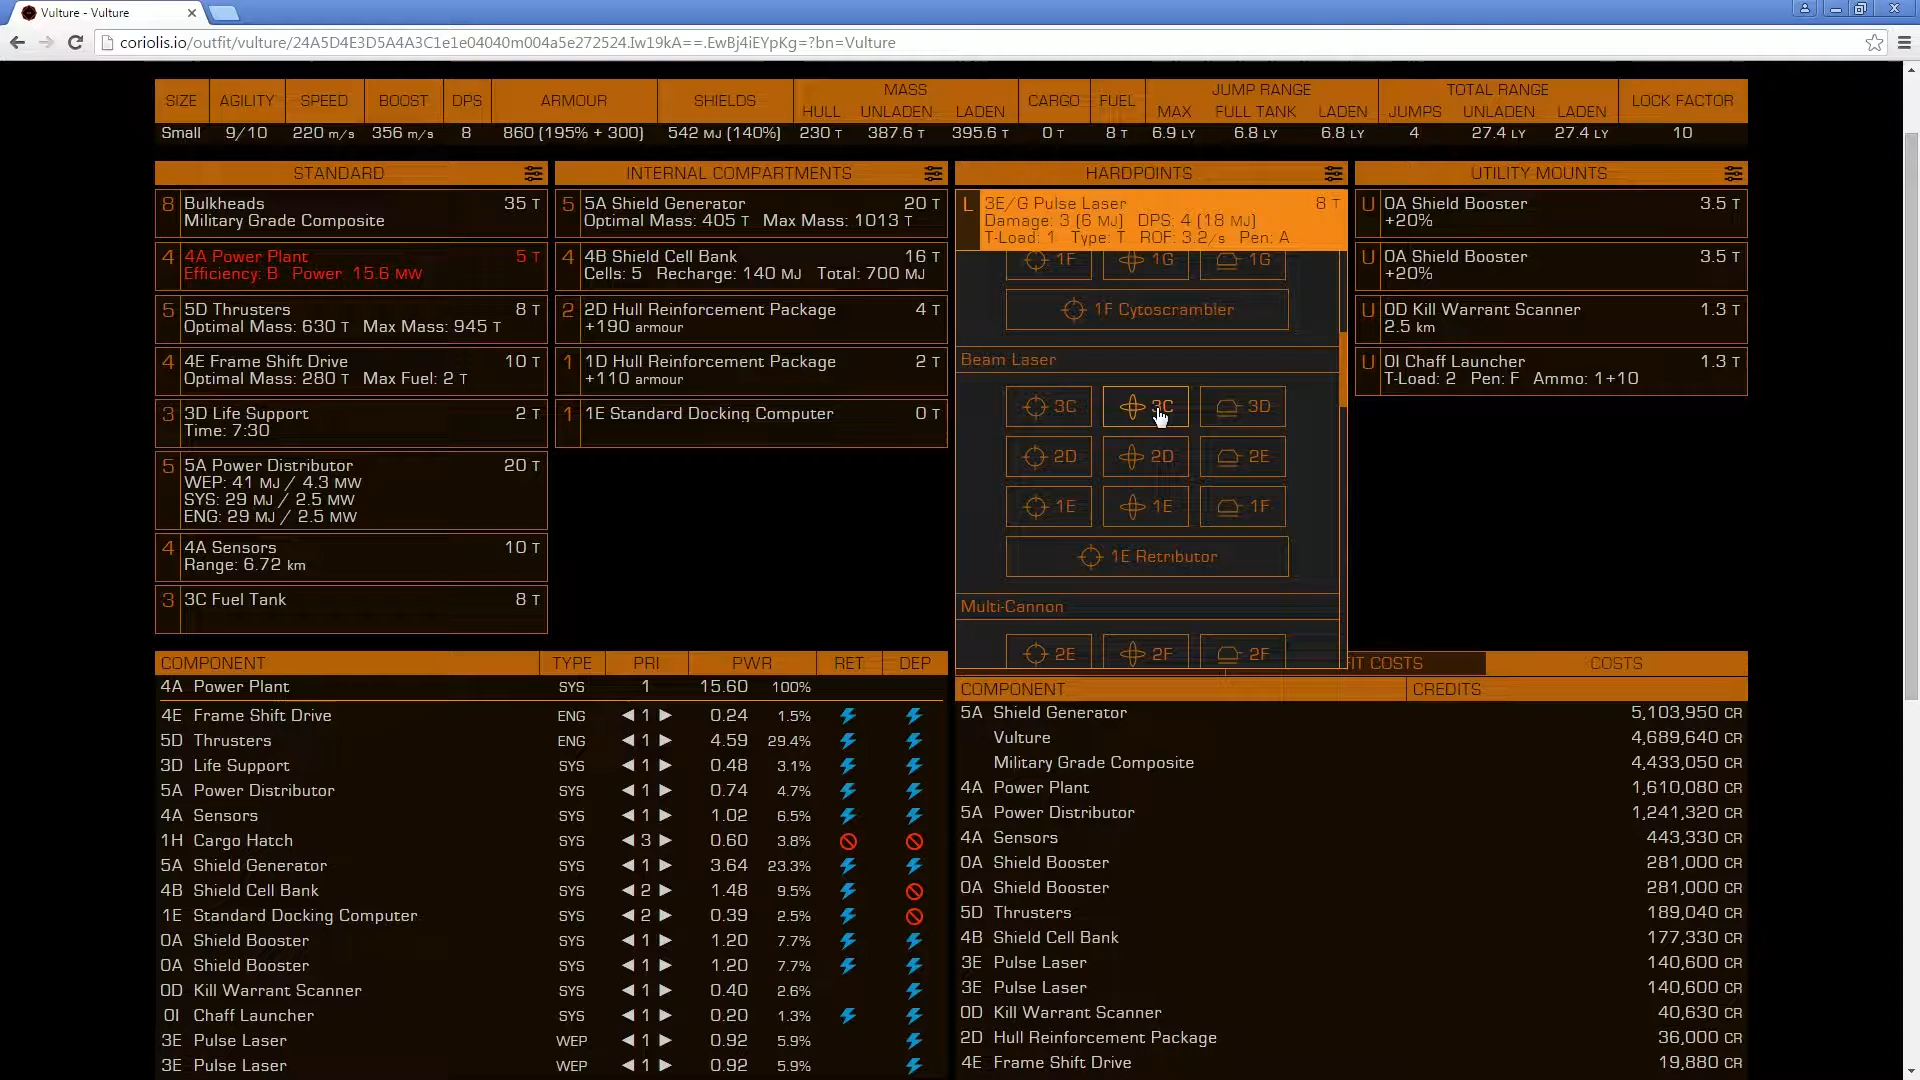 Vulture - Vulture
coriolis.io/outfit/vulture/24A5D4E3D5A4A3C1e1e04040m004a5e272524.Iw19kA==.EwBj4iEYpKg=?bn=Vulture
SIZE AGILITY SPEED BOOST DPS ARMOUR SHIELDS MASS CARGO FUEL JUMP RANGE TOTAL RANGE LOCK FACTOR
HULL UNLADEN LADEN MAX FULL TANK LADEN JUMPS UNLADEN LADEN
Small 9/10 220 m/s 356 m/s 8 860 (195% + 300) 542 MJ (140%) 230 T 387.6 T 395.6 T 0 T 8 T 6.9 LY 6.8 LY 6.8 LY 4 27.4 LY 27.4 LY 10
STANDARD
8 Bulkheads 35 T
Military Grade Composite
4 4A Power Plant 5 T
Efficiency: B Power 15.6 MW
5 5D Thrusters 8 T
Optimal Mass: 630 T Max Mass: 945 T
4 4E Frame Shift Drive 10 T
Optimal Mass: 280 T Max Fuel: 2 T
3 3D Life Support 2 T
Time: 7:30
5 5A Power Distributor 20 T
WEP: 41 MJ / 4.3 MW
SYS: 29 MJ / 2.5 MW
ENG: 29 MJ / 2.5 MW
4 4A Sensors 10 T
Range: 6.72 km
3 3C Fuel Tank 8 T
INTERNAL COMPARTMENTS
5 5A Shield Generator 20 T
Optimal Mass: 405 T Max Mass: 1013 T
4 4B Shield Cell Bank 16 T
Cells: 5 Recharge: 140 MJ Total: 700 MJ
2 2D Hull Reinforcement Package 4 T
+190 armour
1 1D Hull Reinforcement Package 2 T
+110 armour
1 1E Standard Docking Computer 0 T
HARDPOINTS
L 3E/G Pulse Laser 8 T
Damage: 3 (6 MJ) DPS: 4 (18 MJ)
T-Load: 1 Type: T ROF: 3.2/s Pen: A
1F 1G 1G
1F Cytoscrambler
Beam Laser
3C 3C 3D
2D 2D 2E
1E 1E 1F
1E Retributor
Multi-Cannon
2E 2F 2F
UTILITY MOUNTS
U 0A Shield Booster 3.5 T
+20%
U 0A Shield Booster 3.5 T
+20%
U 0D Kill Warrant Scanner 1.3 T
2.5 km
U 0I Chaff Launcher 1.3 T
T-Load: 2 Pen: F Ammo: 1+10
COMPONENT TYPE PRI PWR RET DEP
4A Power Plant SYS 1 15.60 100%
4E Frame Shift Drive ENG 1 0.24 1.5%
5D Thrusters ENG 1 4.59 29.4%
3D Life Support SYS 1 0.48 3.1%
5A Power Distributor SYS 1 0.74 4.7%
4A Sensors SYS 1 1.02 6.5%
1H Cargo Hatch SYS 3 0.60 3.8%
5A Shield Generator SYS 1 3.64 23.3%
4B Shield Cell Bank SYS 2 1.48 9.5%
1E Standard Docking Computer SYS 2 0.39 2.5%
0A Shield Booster SYS 1 1.20 7.7%
0A Shield Booster SYS 1 1.20 7.7%
0D Kill Warrant Scanner SYS 1 0.40 2.6%
0I Chaff Launcher SYS 1 0.20 1.3%
3E Pulse Laser WEP 1 0.92 5.9%
3E Pulse Laser WEP 1 0.92 5.9%
FIT COSTS COSTS
COMPONENT CREDITS
5A Shield Generator 5,103,950 CR
Vulture 4,689,640 CR
Military Grade Composite 4,433,050 CR
4A Power Plant 1,610,080 CR
5A Power Distributor 1,241,320 CR
4A Sensors 443,330 CR
0A Shield Booster 281,000 CR
0A Shield Booster 281,000 CR
5D Thrusters 189,040 CR
4B Shield Cell Bank 177,330 CR
3E Pulse Laser 140,600 CR
3E Pulse Laser 140,600 CR
0D Kill Warrant Scanner 40,630 CR
2D Hull Reinforcement Package 36,000 CR
4E Frame Shift Drive 19,880 CR